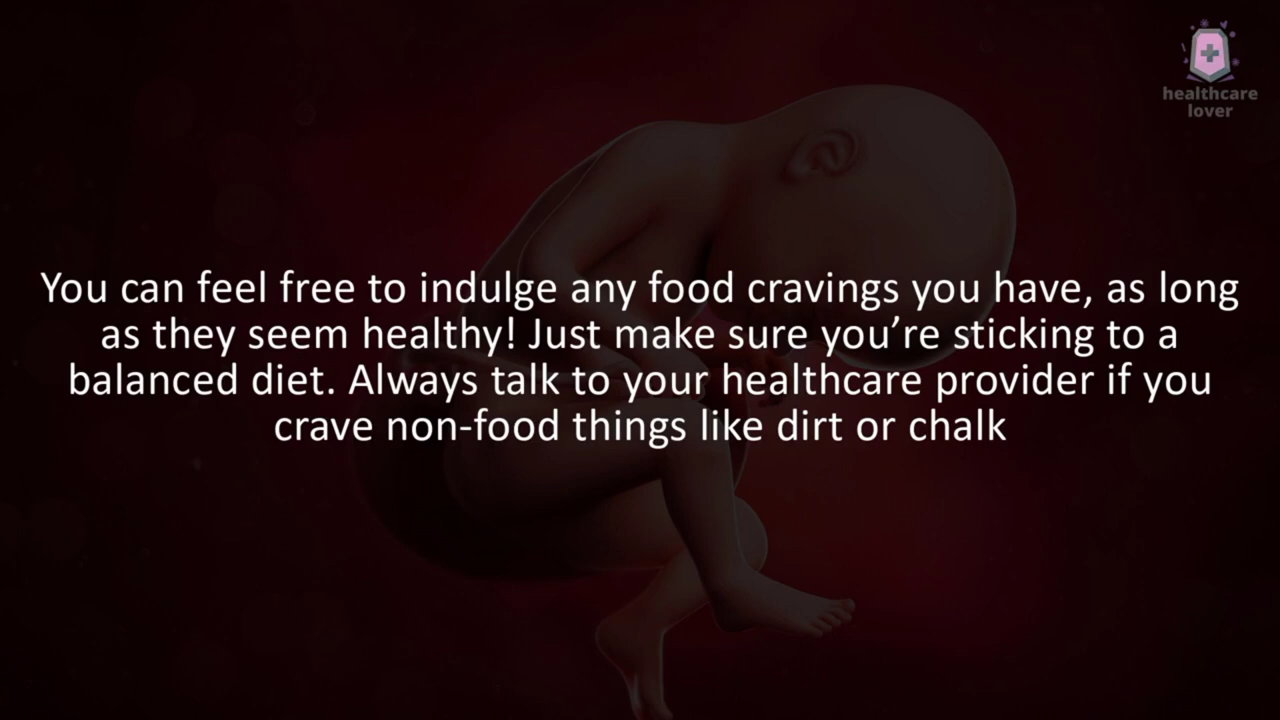 healthcare
lover
You can feel free to indulge any food cravings you have, as long
as they seem healthy! Just make sure you’re sticking to a
balanced diet. Always talk to your healthcare provider if you
crave non-food things like dirt or chalk